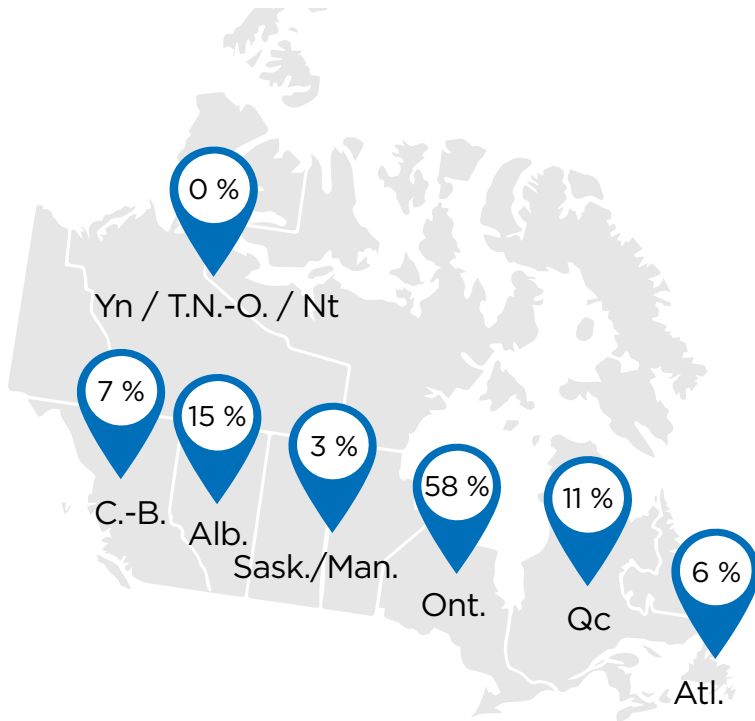 0 %
Yn / T.N.-O. / Nt
7 %
C.-B.
15 %
Alb.
3 %
Sask./Man.
58 %
Ont.
11 %
Qc
6 %
Atl.